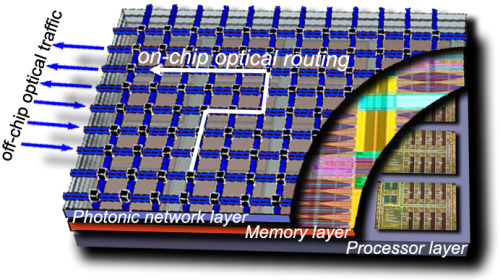 on-chip optical routing
off-chip optical traffic
Photonic network layer
Memory layer
Processor layer